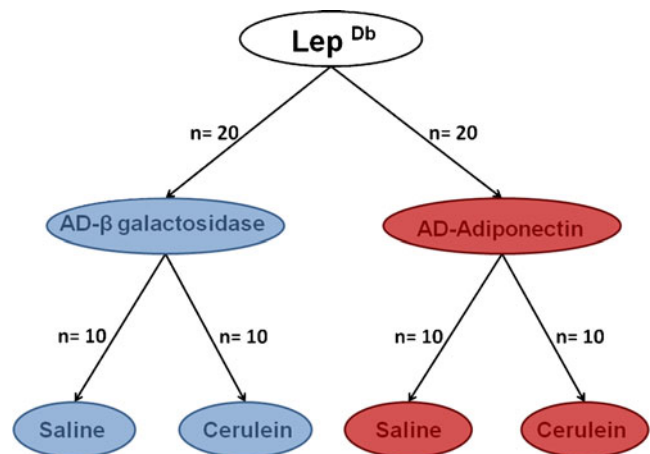 Lep Db
n= 20
n= 20
AD-β galactosidase
AD-Adiponectin
n= 10
n= 10
n= 10
n= 10
Saline
Cerulein
Saline
Cerulein